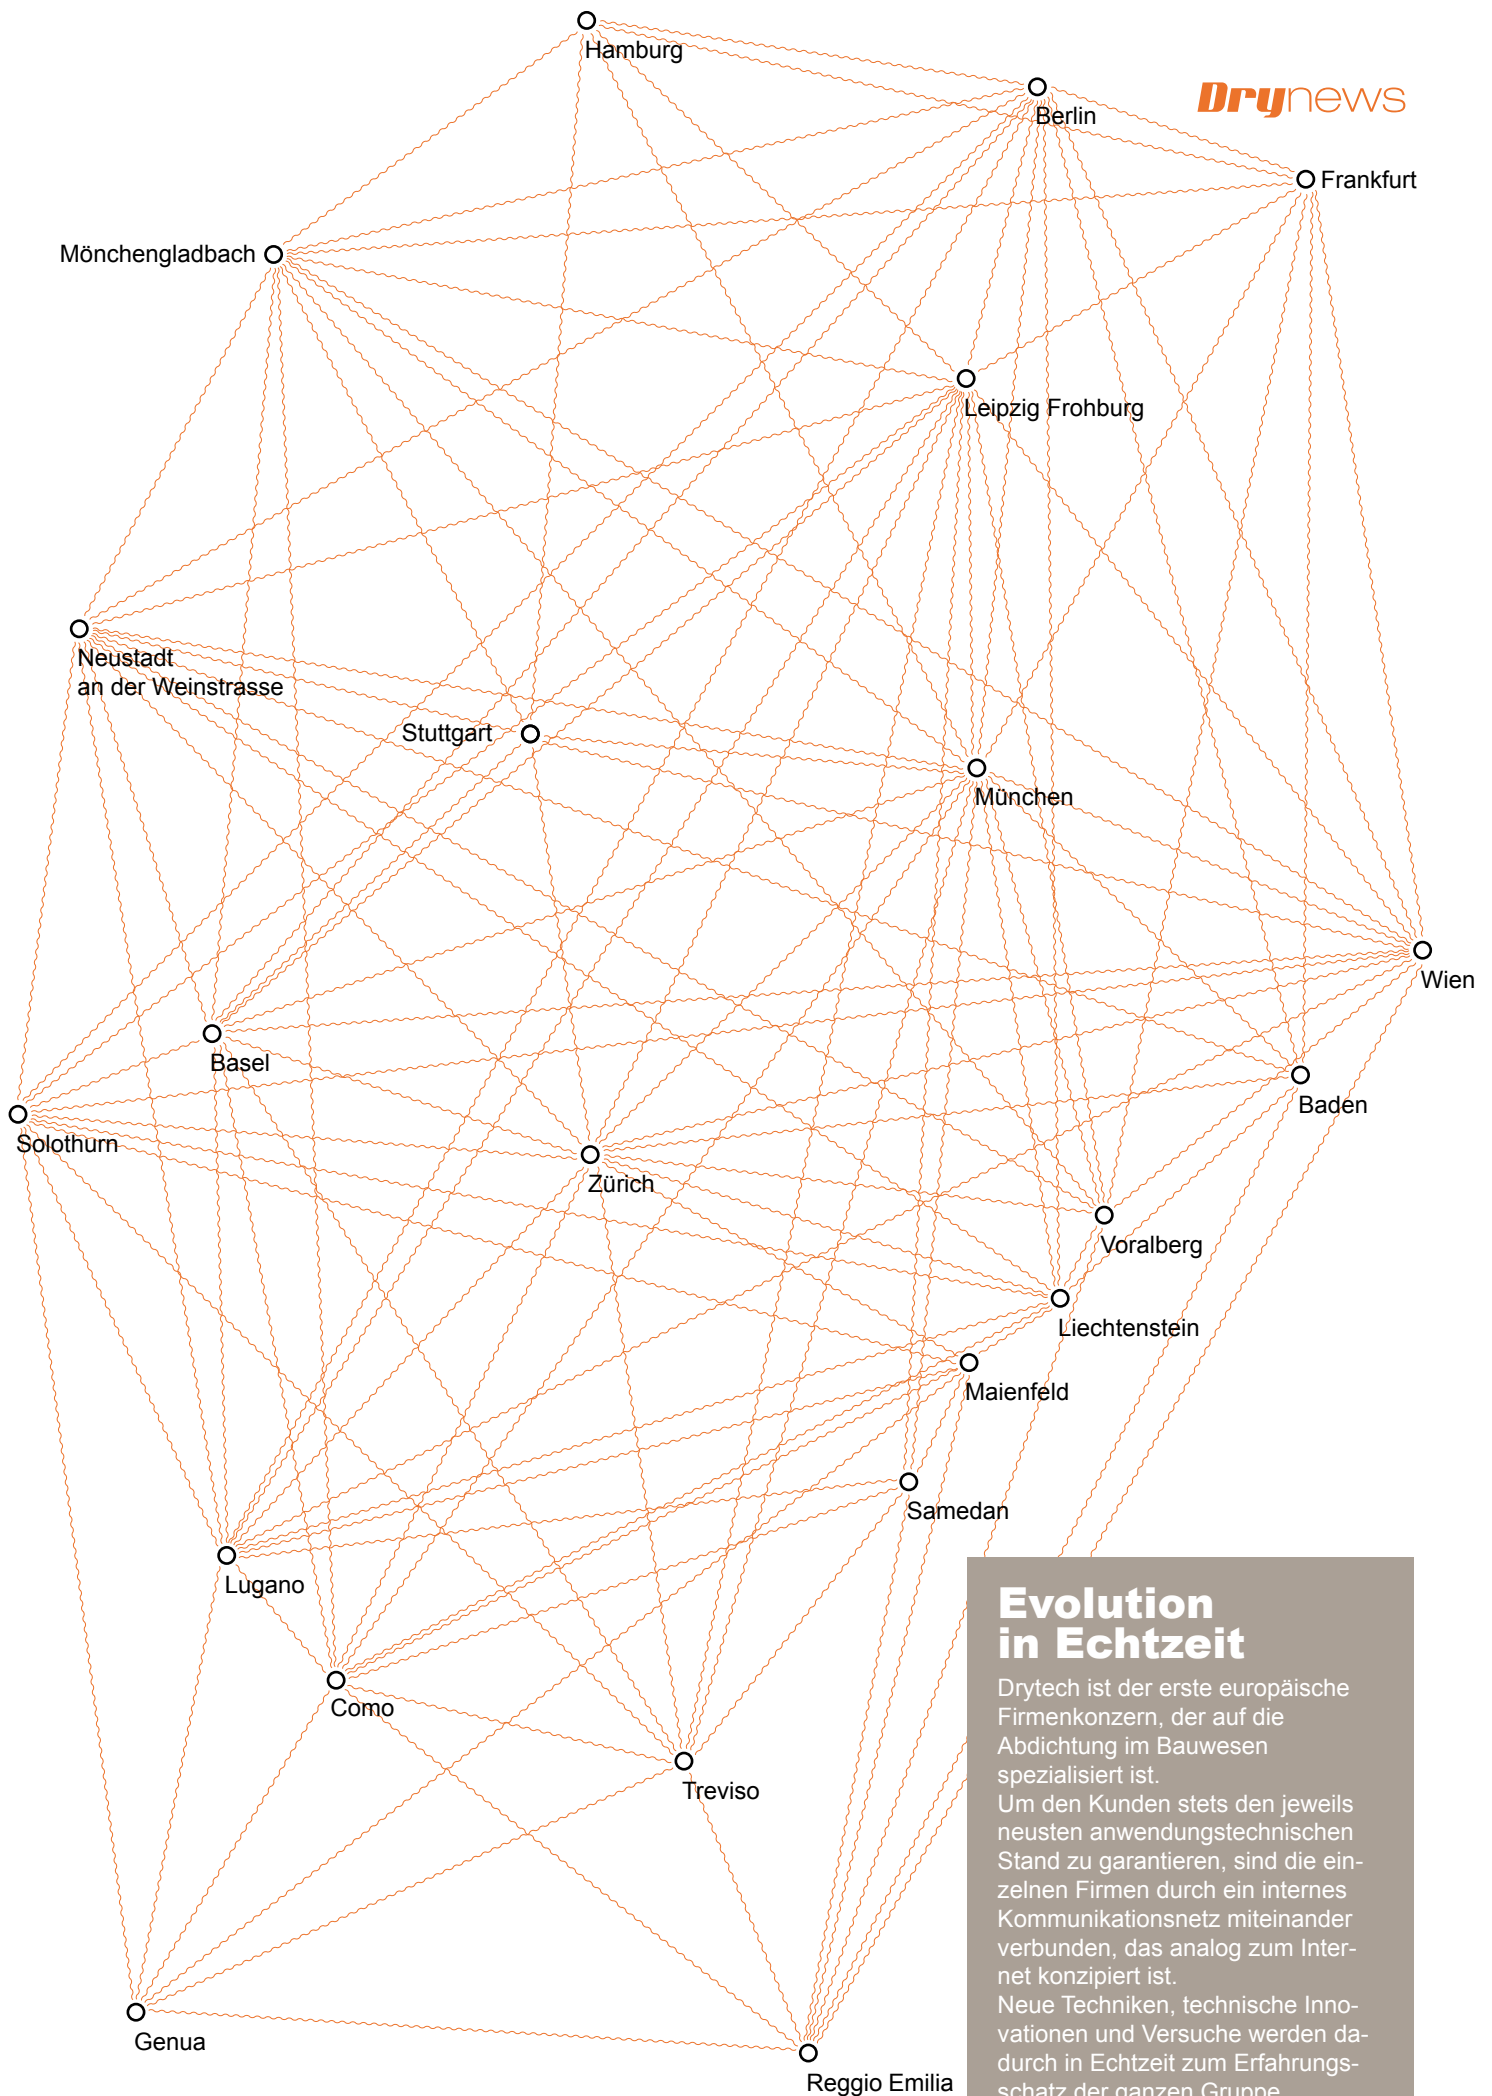 Hamburg
Berlin
Drynews
Frankfurt
Mönchengladbach
Leipzig Frohburg
Neustadt
an der Weinstrasse
Stuttgart
München
Wien
Basel
Baden
Solothurn
Zürich
Voralberg
Liechtenstein
Maienfeld
Samedan
Lugano
Como
Treviso
Genua
Reggio Emilia
Evolution
in Echtzeit
Drytech ist der erste europäische
Firmenkonzern, der auf die
Abdichtung im Bauwesen
spezialisiert ist.
Um den Kunden stets den jeweils
neusten anwendungstechnischen
Stand zu garantieren, sind die ein-
zelnen Firmen durch ein internes
Kommunikationsnetz miteinander
verbunden, das analog zum Inter-
net konzipiert ist.
Neue Techniken, technische Inno-
vationen und Versuche werden da-
durch in Echtzeit zum Erfahrungs-
schatz der ganzen Gruppe